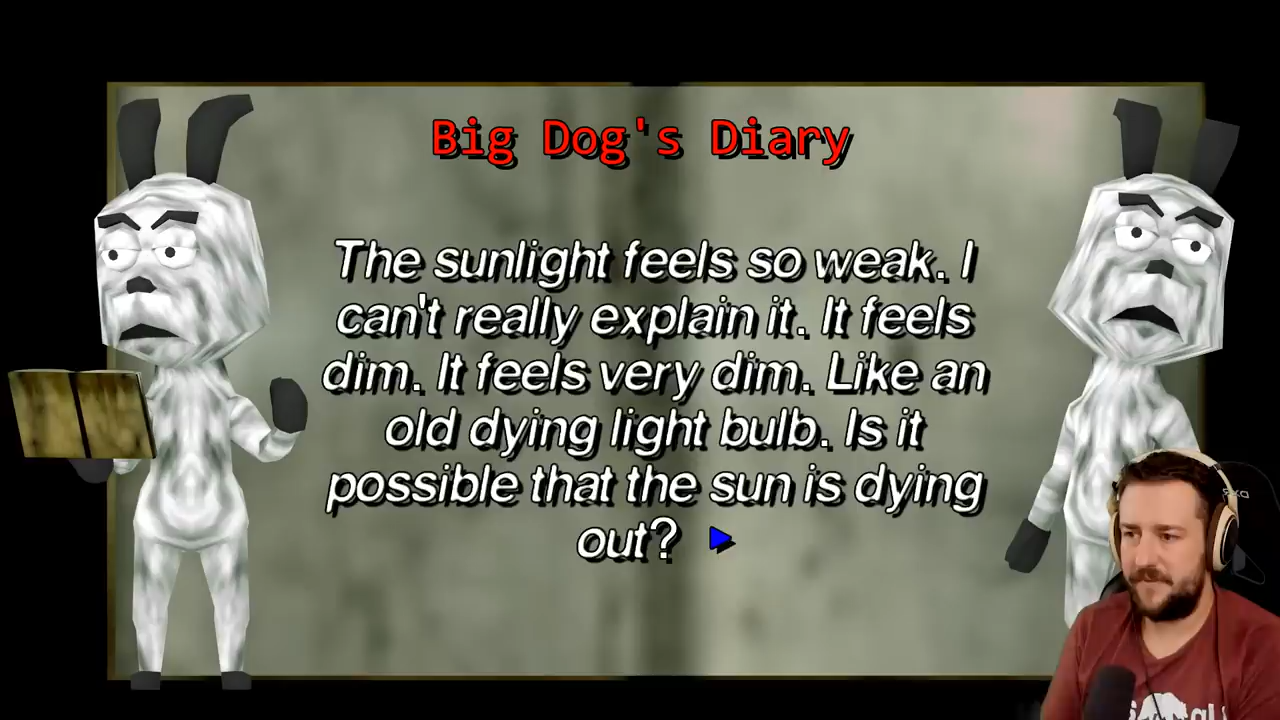 Big Dog's Diary
The sunlight feels so weak. I
can't really explain it. It feels
dim. It feels very dim. Like an
old dying light bulb. Is it
possible that the sun is dying
out?